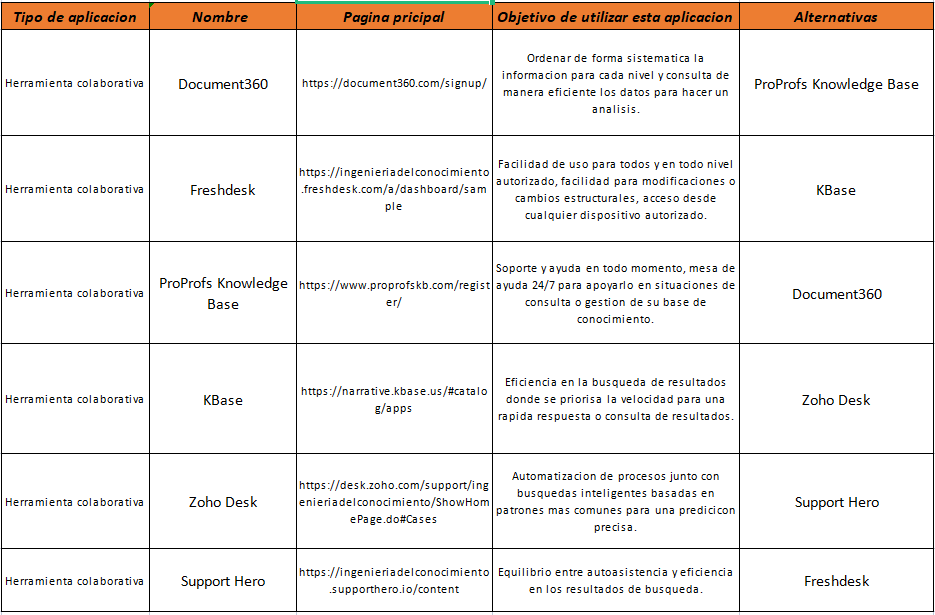 Tipo de aplicacion
Nombre
Pagina pricipal
Objetivo de utilizar esta aplicacion
Alternativas
Herramienta colaborativa
Document360
https://document360.com/signup/
Ordenar de forma sistematica la
informacion para cada nivel y consulta de
manera eficiente los datos para hacer un
analisis.
ProProfs Knowledge Base
Herramienta colaborativa
Freshdesk
https://ingenieriadelconocimiento
.freshdesk.com/a/dashboard/sam
ple
Facilidad de uso para todos y en todo nivel
autorizado, facilidad para modificaciones o
cambios estructurales, acceso desde
cualquier dispositivo autorizado.
KBase
Herramienta colaborativa
ProProfs Knowledge
Base
https://www.proprofskb.com/regist
er/
Soporte y ayuda en todo momento, mesa de
ayuda 24/7 para apoyarlo en situaciones de
consulta o gestion de su base de
conocimiento.
Document360
Herramienta colaborativa
KBase
https://narrative.kbase.us/#catalo
g/apps
Eficiencia en la busqueda de resultados
donde se priorisa la velocidad para una
rapida respuesta o consulta de resultados.
Zoho Desk
Herramienta colaborativa
Zoho Desk
https://desk.zoho.com/support/ing
enieriadelconocimiento/ShowHom
ePage.do#Cases
Automatizacion de procesos junto con
busquedas inteligentes basadas en
patrones mas comunes para una predicicon
precisa.
Support Hero
Herramienta colaborativa
Support Hero
https://ingenieriadelconocimiento
.supporthero.io/content
Equilibrio entre autoasistencia y eficiencia
en los resultados de busqueda.
Freshdesk